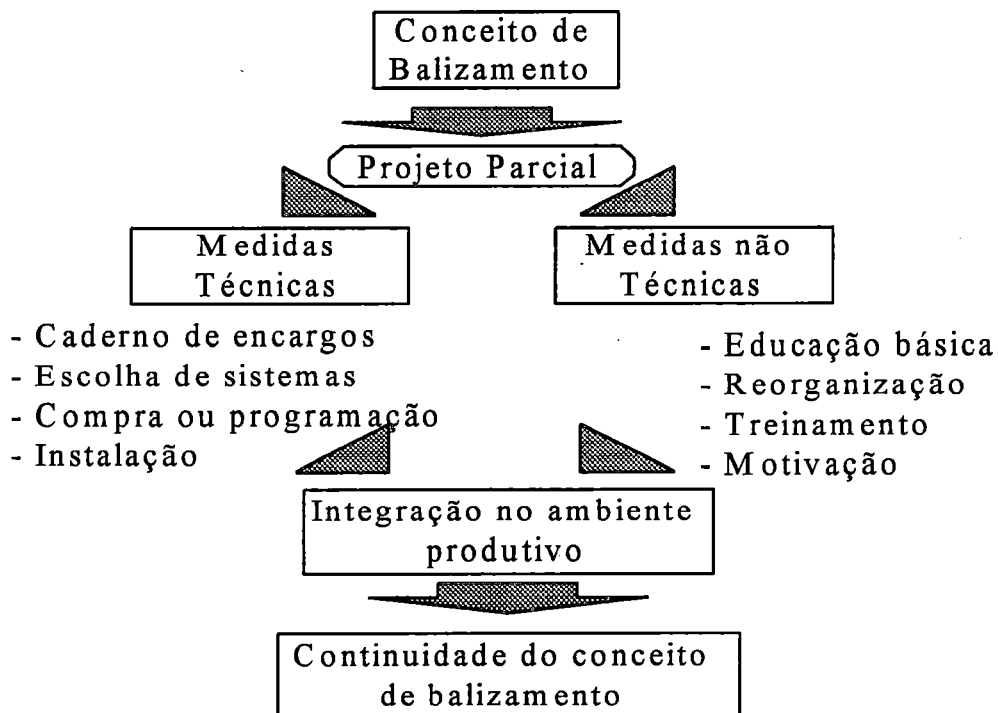 Conceito de
Balizamento
Projeto Parcial
Medidas
Técnicas
Medidas não
Técnicas
- Caderno de encargos
- Escolha de sistemas
- Compra ou programação
- Instalação
- Educação básica
- Reorganização
- Treinamento
- Motivação
Integração no ambiente
produtivo
Continuidade do conceito
de balizamento